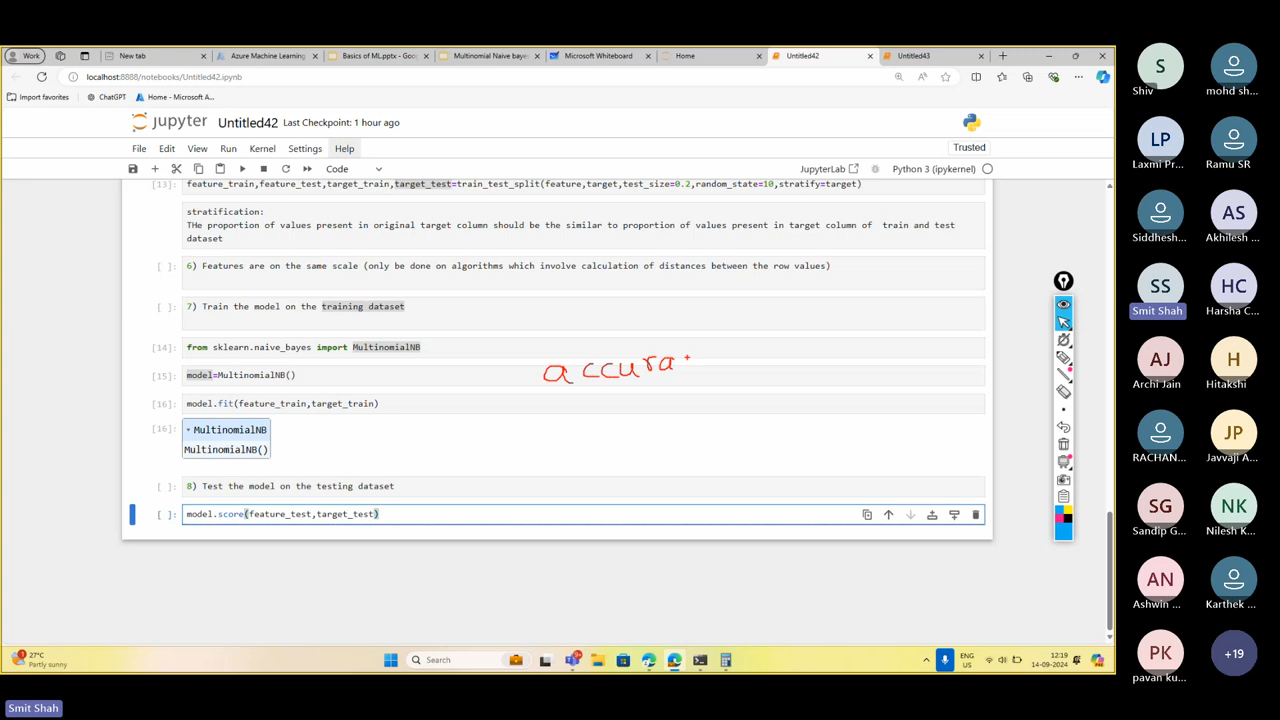 Work
New tab
Azure Machine Learning
Basics of ML.pptx - Goo
Multinomial Naive baye
Microsoft Whiteboard
Home
Untitled42
Untitled43
localhost:8888/notebooks/Untitled42.ipynb
Import favorites
ChatGPT
Home - Microsoft A...
jupyter Untitled42 Last Checkpoint: 1 hour ago
File Edit View Run Kernel Settings Help
Trusted
Code
JupyterLab
Python 3 (ipykernel)
[13]: feature_train,feature_test,target_train,target_test=train_test_split(feature,target,test_size=0.2,random_state=10,stratify=target)
stratification:
THe proportion of values present in original target column should be the similar to proportion of values present in target column of train and test
dataset
[ ]: 6) Features are on the same scale (only be done on algorithms which involve calculation of distances between the row values)
[ ]: 7) Train the model on the training dataset
[14]: from sklearn.naive_bayes import MultinomialNB
accura
[15]: model=MultinomialNB()
[16]: model.fit(feature_train,target_train)
[16]: MultinomialNB
MultinomialNB()
[ ]: 8) Test the model on the testing dataset
[ ]: model.score(feature_test,target_test)
27°C
Partly sunny
Search
ENG
US
12:19
14-09-2024
S
Shiv
mohd sh...
LP
Laxmi Pr...
Ramu SR
Siddhesh...
AS
Akhilesh ...
SS
Smit Shah
HC
Harsha C...
AJ
Archi Jain
H
Hitakshi
RACHAN...
JP
Javvaji A...
SG
Sandip G...
NK
Nilesh K...
AN
Ashwin ...
Karthek ...
PK
pavan ku...
+19
Smit Shah